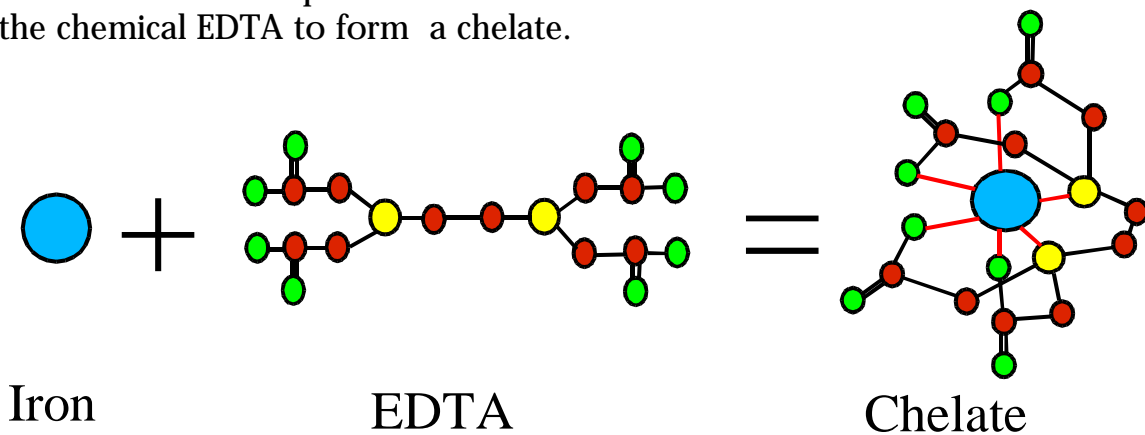 the chemical EDTA to form a chelate.
+
=
Iron
EDTA
Chelate